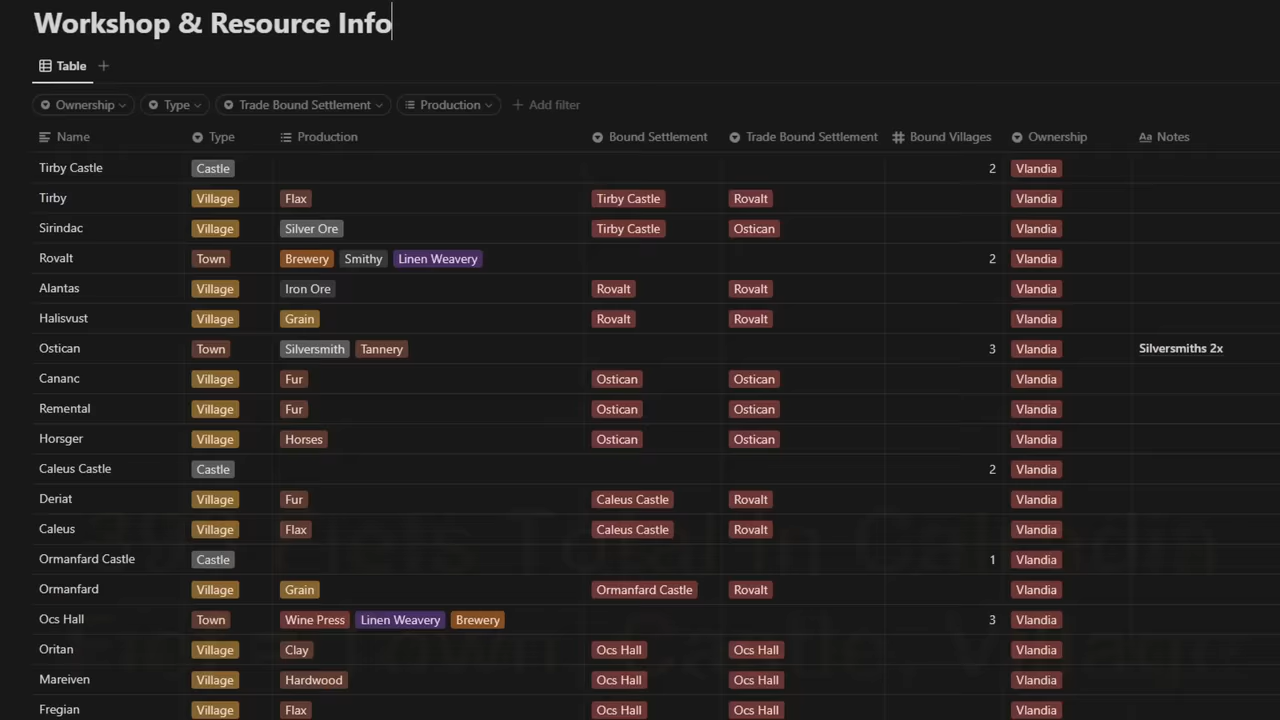 Workshop & Resource Info
Table
Ownership Type Trade Bound Settlement Production Add filter
Name Type Production Bound Settlement Trade Bound Settlement Bound Villages Ownership Notes
Tirby Castle Castle 2 Vlandia
Tirby Village Flax Tirby Castle Rovalt Vlandia
Sirindac Village Silver Ore Tirby Castle Ostican Vlandia
Rovalt Town Brewery Smithy Linen Weavery 2 Vlandia
Alantas Village Iron Ore Rovalt Rovalt Vlandia
Halisvust Village Grain Rovalt Rovalt Vlandia
Ostican Town Silversmith Tannery 3 Vlandia Silversmiths 2x
Cananc Village Fur Ostican Ostican Vlandia
Remental Village Fur Ostican Ostican Vlandia
Horsger Village Horses Ostican Ostican Vlandia
Caleus Castle Castle 2 Vlandia
Deriat Village Fur Caleus Castle Rovalt Vlandia
Caleus Village Flax Caleus Castle Rovalt Vlandia
Ormanfard Castle Castle 1 Vlandia
Ormanfard Village Grain Ormanfard Castle Rovalt Vlandia
Ocs Hall Town Wine Press Linen Weavery Brewery 3 Vlandia
Oritan Village Clay Ocs Hall Ocs Hall Vlandia
Mareiven Village Hardwood Ocs Hall Ocs Hall Vlandia
Fregian Village Flax Ocs Hall Ocs Hall Vlandia